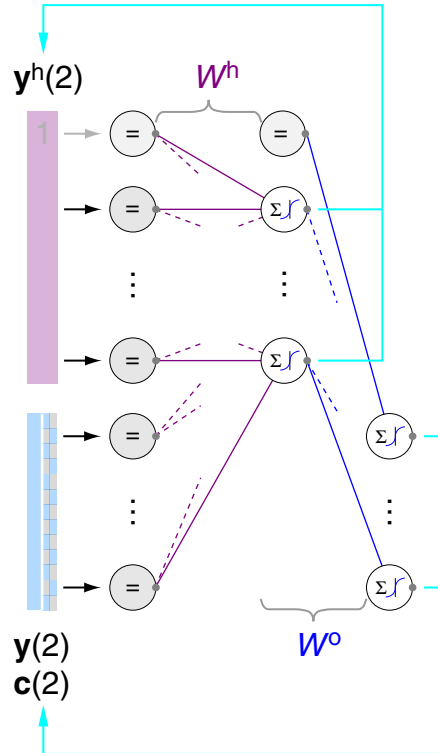 y^h(2) W^h
1 = =
= Σ
⋮ ⋮
= Σ
= Σ
⋮ ⋮
= Σ
y(2) W^o
c(2)